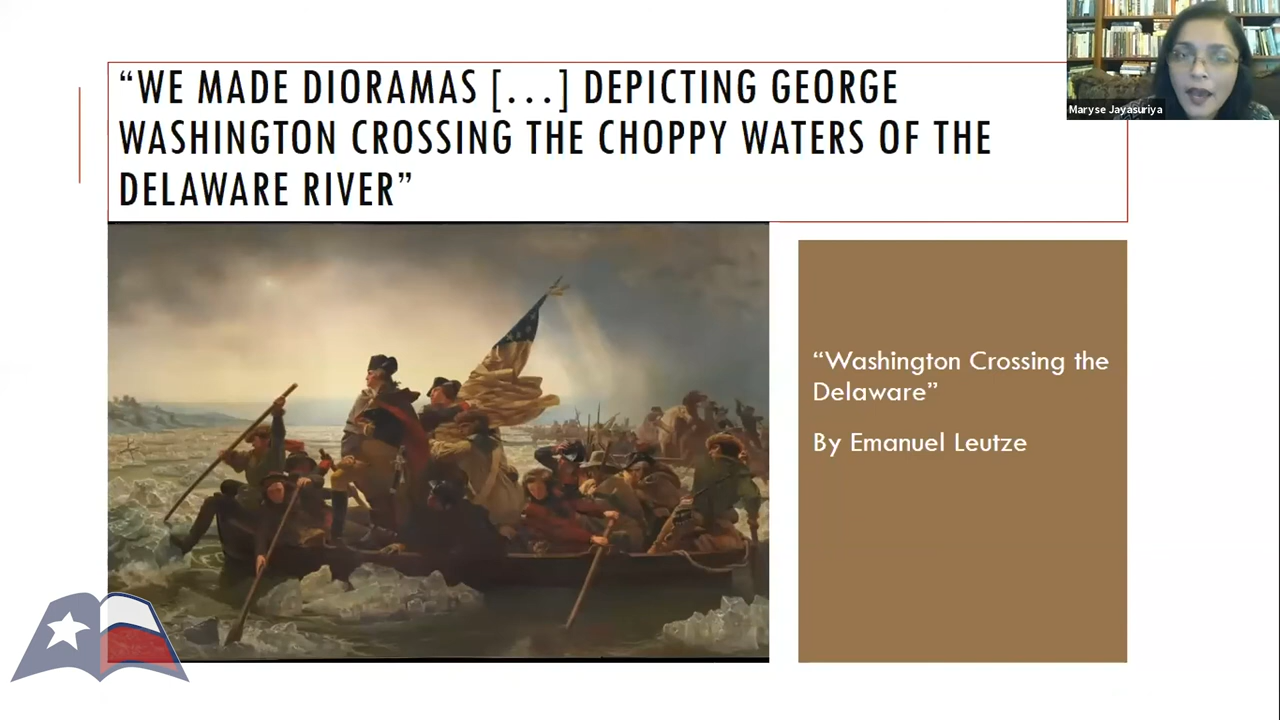 “WE MADE DIORAMAS [...] DEPICTING GEORGE
WASHINGTON CROSSING THE CHOPPY WATERS OF THE
DELAWARE RIVER”
Maryse Jayasuriya
“Washington Crossing the
Delaware”
By Emanuel Leutze